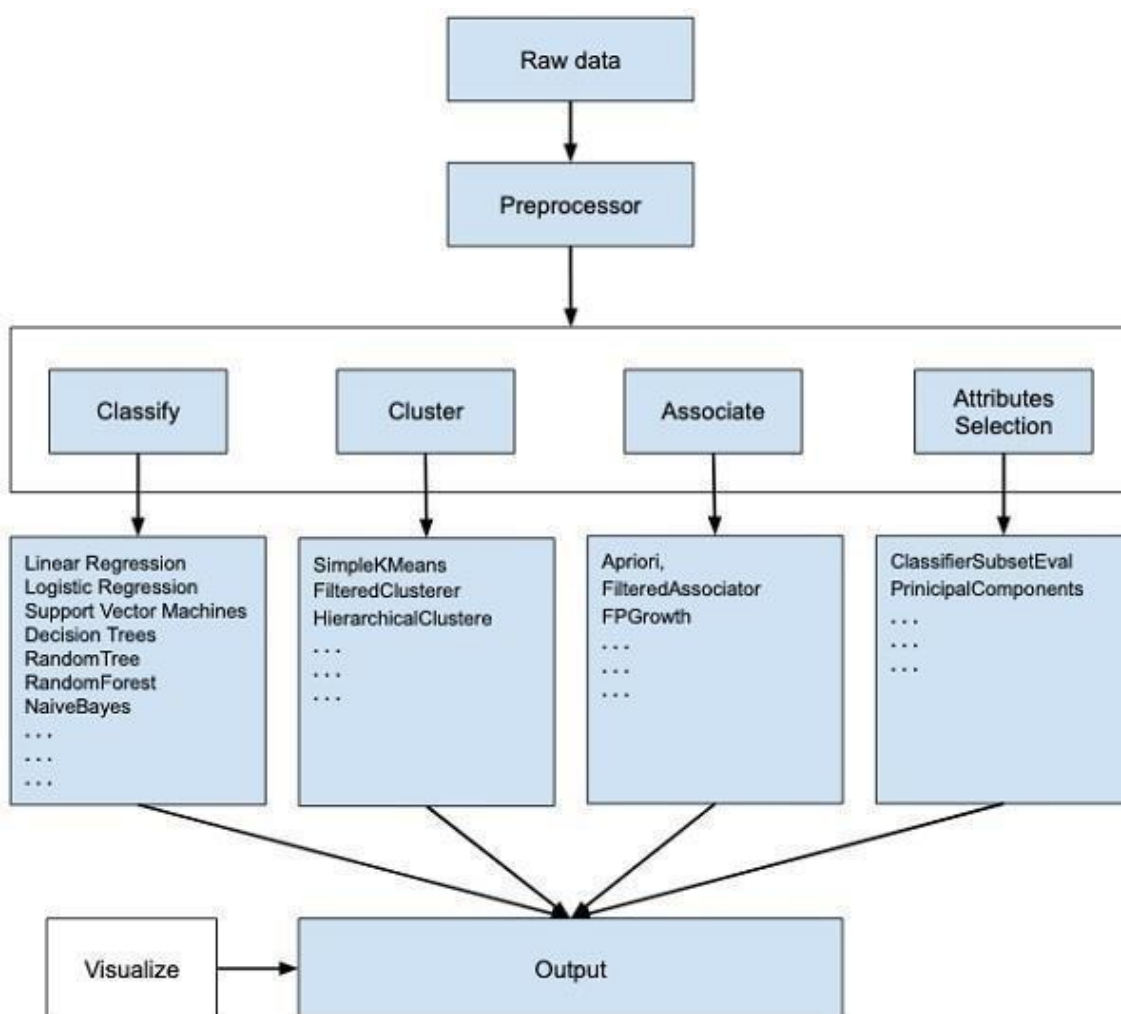 Raw data
Preprocessor
Classify
Cluster
Associate
Attributes
Selection
Linear Regression
Logistic Regression
Support Vector Machines
Decision Trees
RandomTree
RandomForest
NaiveBayes
. . .
. . .
. . .
SimpleKMeans
FilteredClusterer
HierarchicalClustere
. . .
. . .
. . .
Apriori,
FilteredAssociator
FPGrowth
. . .
. . .
. . .
ClassifierSubsetEval
PrinicipalComponents
. . .
. . .
. . .
Visualize
Output